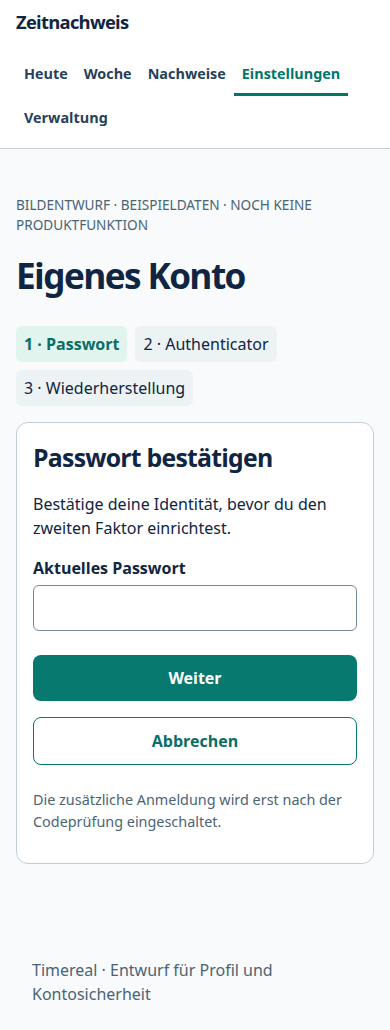 Zeitnachweis
Heute Woche Nachweise Einstellungen
Verwaltung
BILDENTWURF · BEISPIELDATEN · NOCH KEINE
PRODUKTFUNKTION
Eigenes Konto
1 · Passwort 2 · Authenticator
3 · Wiederherstellung
Passwort bestätigen
Bestätige deine Identität, bevor du den
zweiten Faktor einrichtest.
Aktuelles Passwort
Weiter
Abbrechen
Die zusätzliche Anmeldung wird erst nach der
Codeprüfung eingeschaltet.
Timereal · Entwurf für Profil und
Kontosicherheit